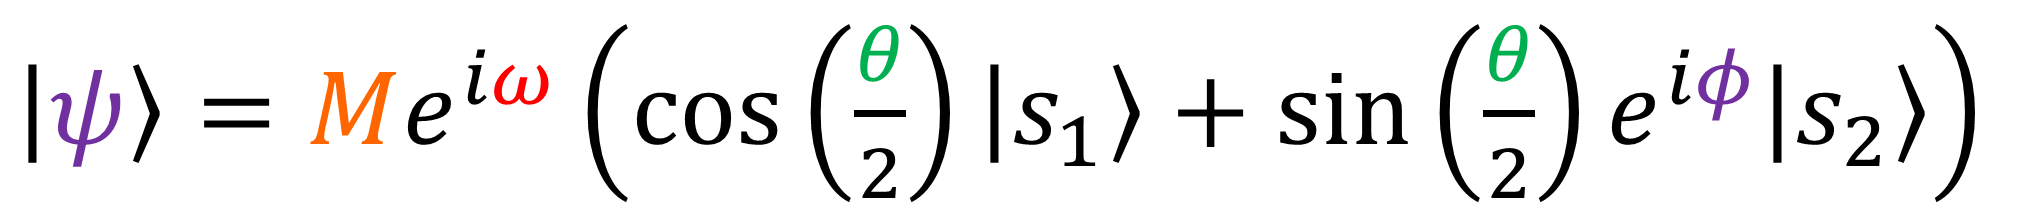 |ψ⟩ = Me^{iω} (cos(θ/2) |s₁⟩ + sin(θ/2) e^{iϕ} |s₂⟩)